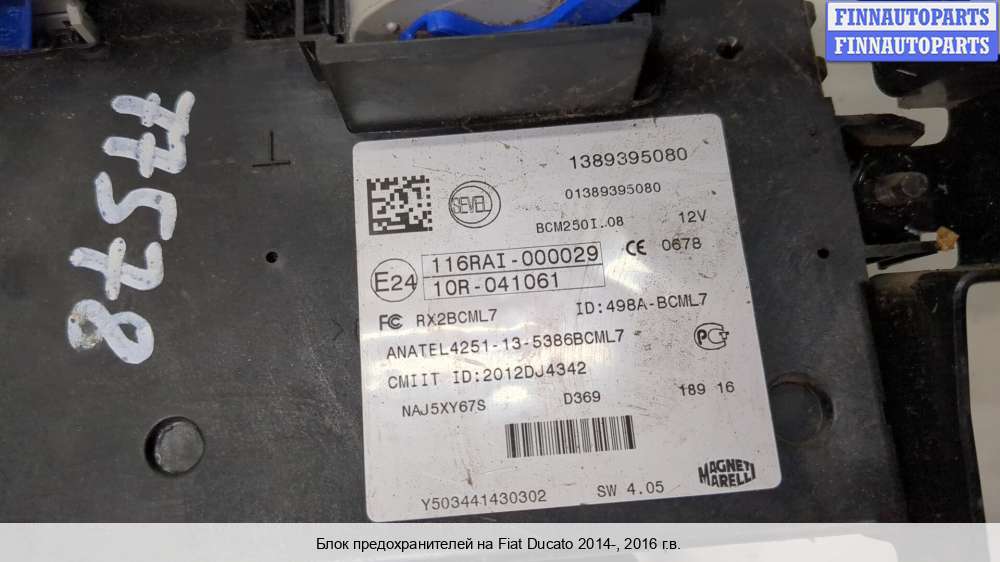 FINNAUTOPARTS
FINNAUTOPARTS
77578
1389395080
01389395080
SEVEL
BCM250I.08 12V
E24
116RAI-000029
10R-041061
CE 0678
FC RX2BCML7 ID:498A-BCML7
ANATEL4251-13-5386BCML7
CMIIT ID:2012DJ4342
NAJ5XY67S D369 189 16
Y503441430302 SW 4.05
MAGNETI MARELLI
Блок предохранителей на Fiat Ducato 2014-, 2016 г.в.